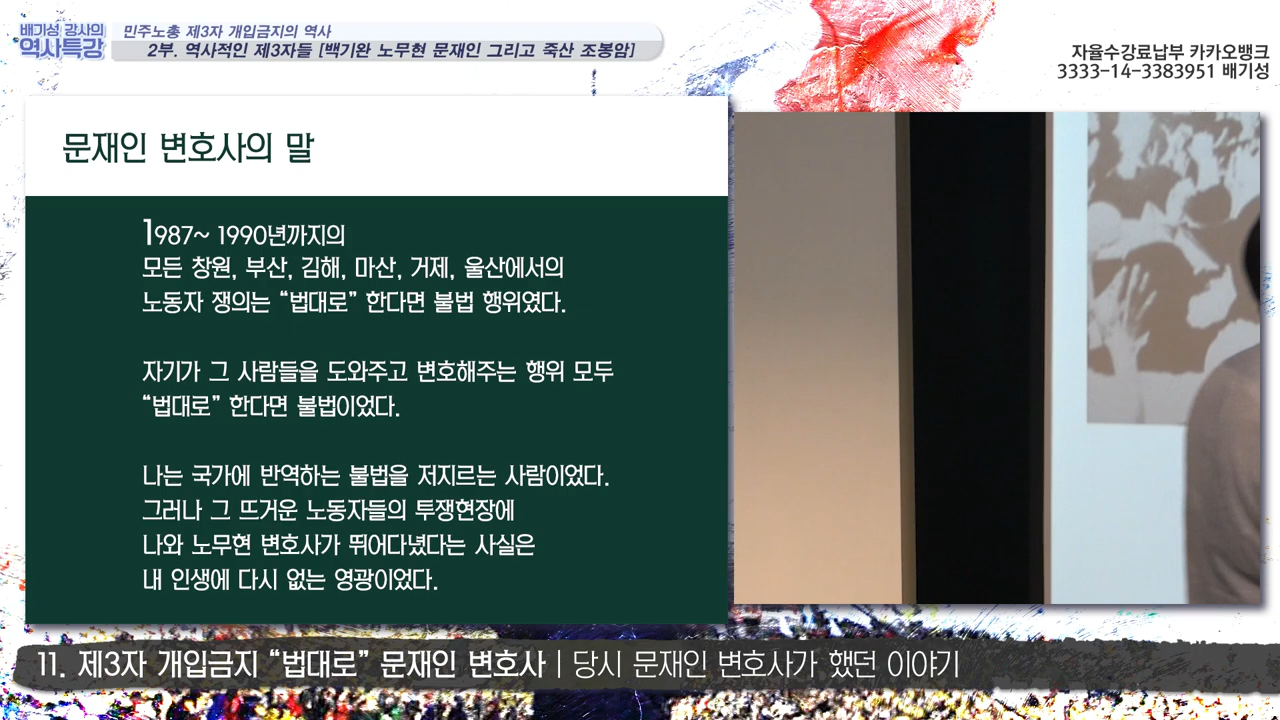 배기성 강사의
역사특강
민주노총 제3자 개입금지의 역사
2부. 역사적인 제3자들 [백기완 노무현 문재인 그리고 죽산 조봉암]
자율수강료납부 카카오뱅크
3333-14-3383951 배기성
문재인 변호사의 말
1987~ 1990년까지의
모든 창원, 부산, 김해, 마산, 거제, 울산에서의
노동자 쟁의는 “법대로” 한다면 불법 행위였다.
자기가 그 사람들을 도와주고 변호해주는 행위 모두
“법대로” 한다면 불법이었다.
나는 국가에 반역하는 불법을 저지르는 사람이었다.
그러나 그 뜨거운 노동자들의 투쟁현장에
나와 노무현 변호사가 뛰어다녔다는 사실은
내 인생에 다시 없는 영광이었다.
11. 제3자 개입금지 “법대로” 문재인 변호사 | 당시 문재인 변호사가 했던 이야기